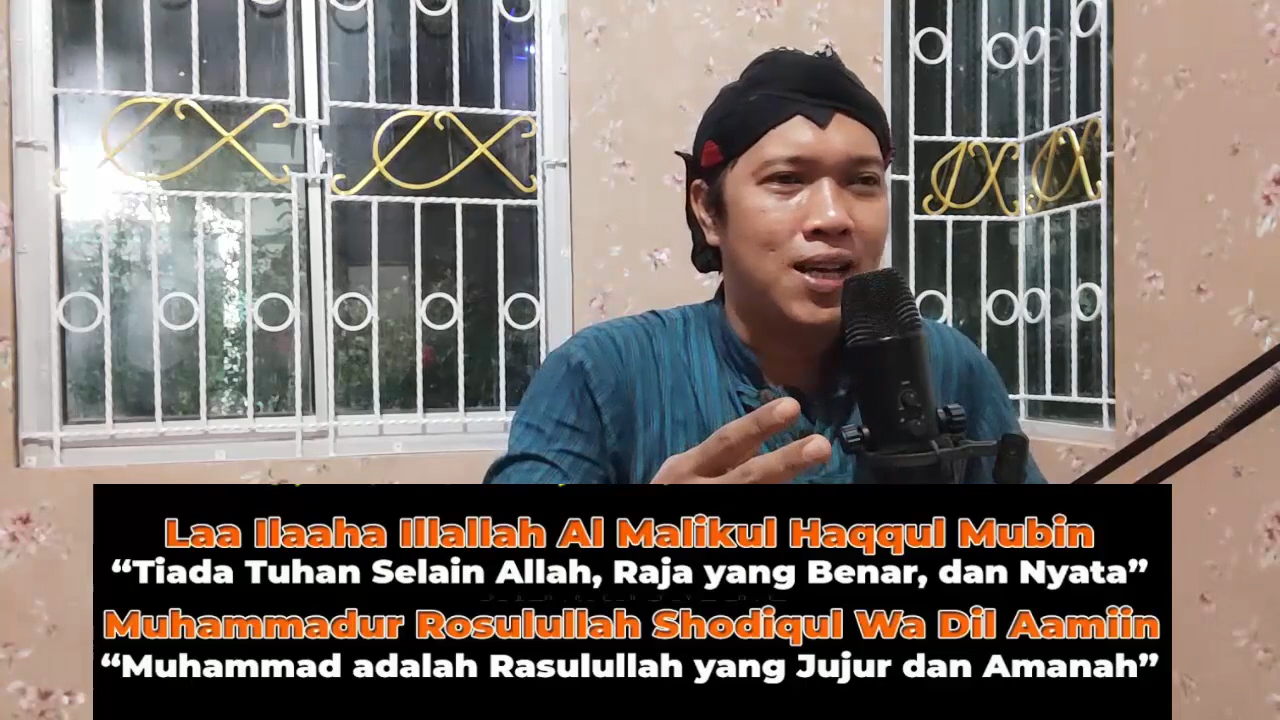 Laa Ilaaha Illallah Al Malikul Haqqul Mubin
“Tiada Tuhan Selain Allah, Raja yang Benar, dan Nyata”
Muhammadur Rosulullah Shodiqul Wa Dil Aamiin
“Muhammad adalah Rasulullah yang Jujur dan Amanah”